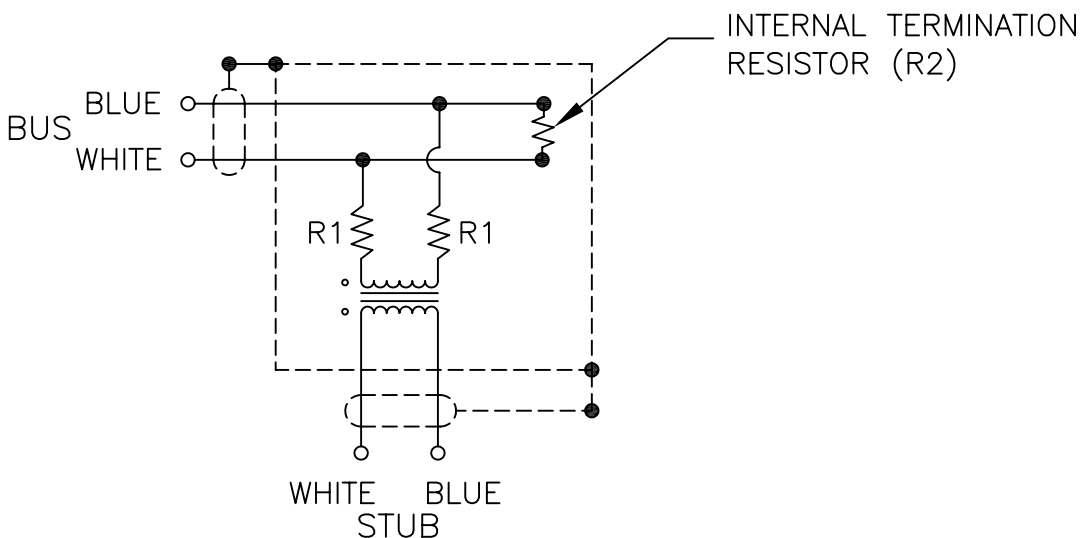 INTERNAL TERMINATION
RESISTOR (R2)
BLUE
BUS
WHITE
R1
R1
WHITE
BLUE
STUB